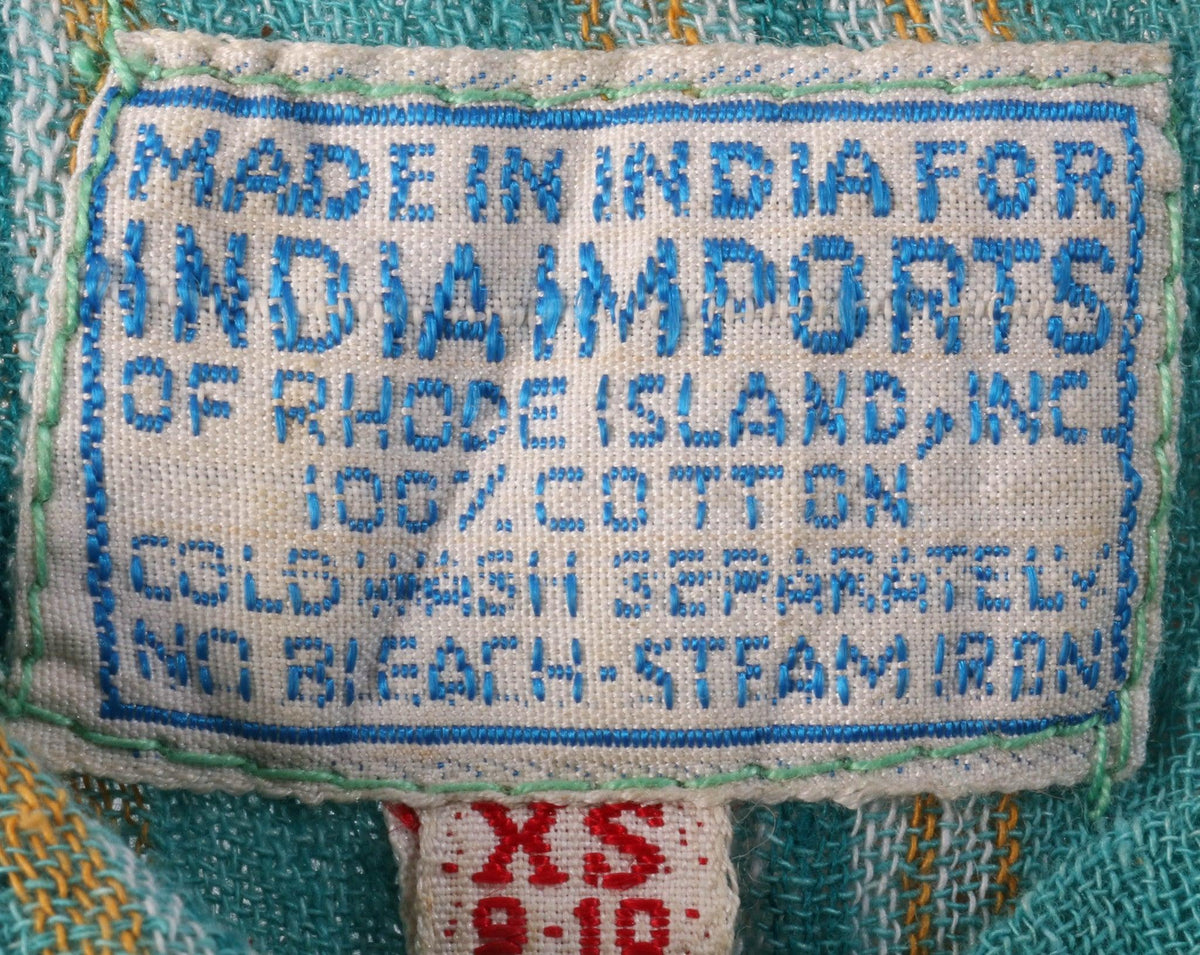 MADE IN INDIA FOR
INDIA IMPORTS
OF RHODE ISLAND, INC.
100% COTTON
COLD WASH SEPARATELY
NO BLEACH-STEAM IRON
XS
9-10